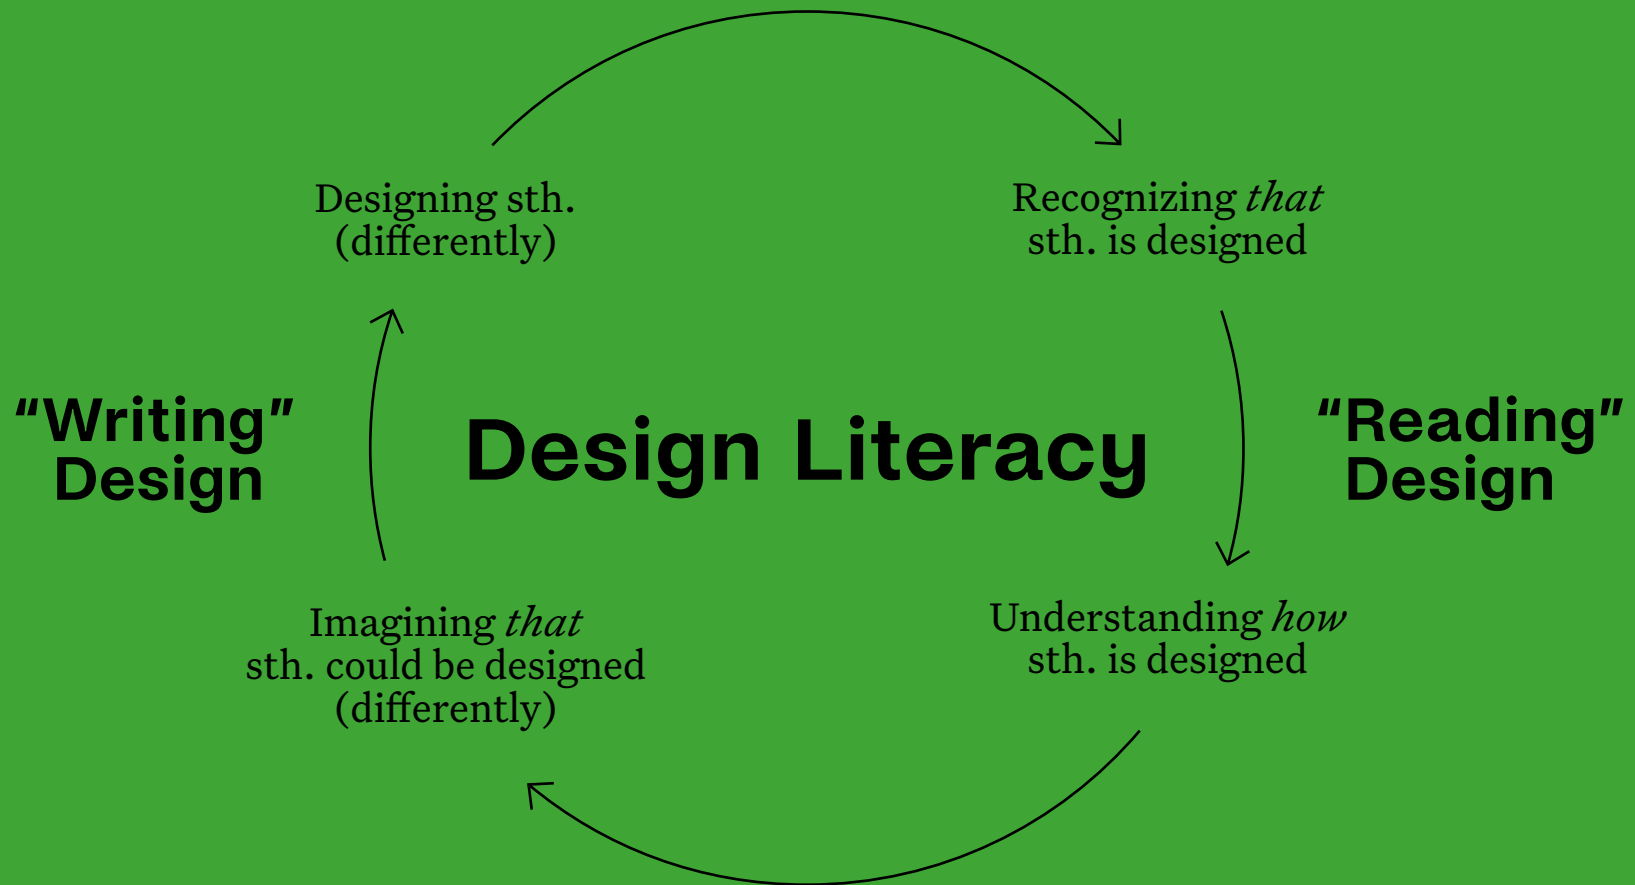 Designing sth.
(differently)
Recognizing that
sth. is designed
“Writing”
Design
Design Literacy
“Reading”
Design
Imagining that
sth. could be designed
(differently)
Understanding how
sth. is designed